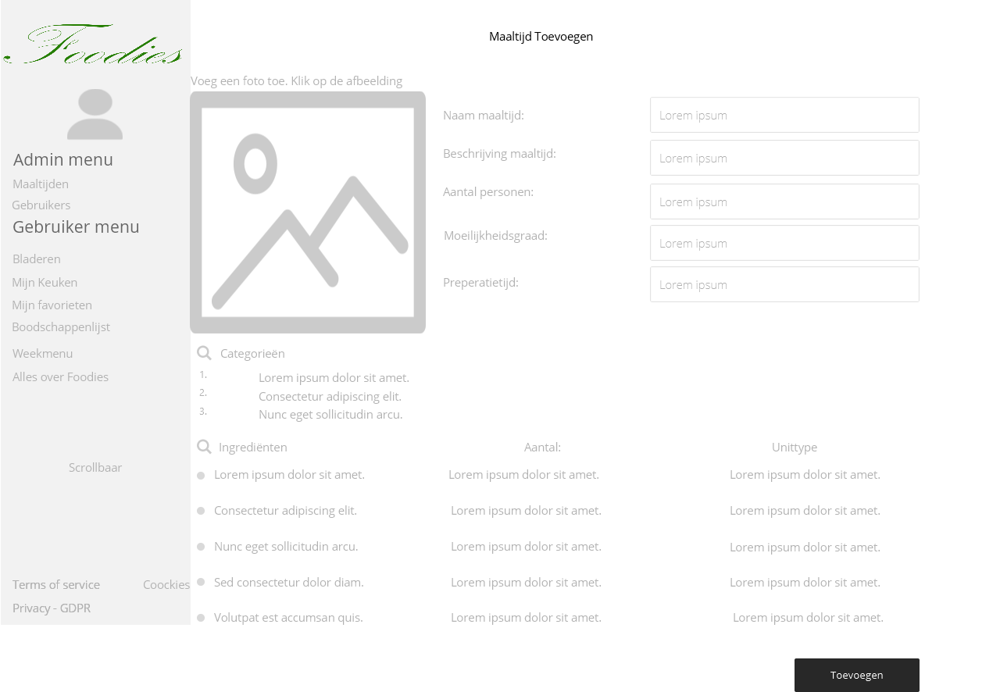 Foodies
Admin menu
Maaltijden
Gebruikers
Gebruiker menu
Bladeren
Mijn Keuken
Mijn favorieten
Boodschappenlijst
Weekmenu
Alles over Foodies
Scrollbaar
Terms of service
Coockies
Privacy - GDPR
Maaltijd Toevoegen
Voeg een foto toe. Klik op de afbeelding
Naam maaltijd:
Lorem ipsum
Beschrijving maaltijd:
Lorem ipsum
Aantal personen:
Lorem ipsum
Moeilijkheidsgraad:
Lorem ipsum
Preperatietijd:
Lorem ipsum
Categorieën
1. Lorem ipsum dolor sit amet.
2. Consectetur adipiscing elit.
3. Nunc eget sollicitudin arcu.
Ingrediënten Aantal: Unittype
Lorem ipsum dolor sit amet. Lorem ipsum dolor sit amet. Lorem ipsum dolor sit amet.
Consectetur adipiscing elit. Lorem ipsum dolor sit amet. Lorem ipsum dolor sit amet.
Nunc eget sollicitudin arcu. Lorem ipsum dolor sit amet. Lorem ipsum dolor sit amet.
Sed consectetur dolor diam. Lorem ipsum dolor sit amet. Lorem ipsum dolor sit amet.
Volutpat est accumsan quis. Lorem ipsum dolor sit amet. Lorem ipsum dolor sit amet.
Toevoegen